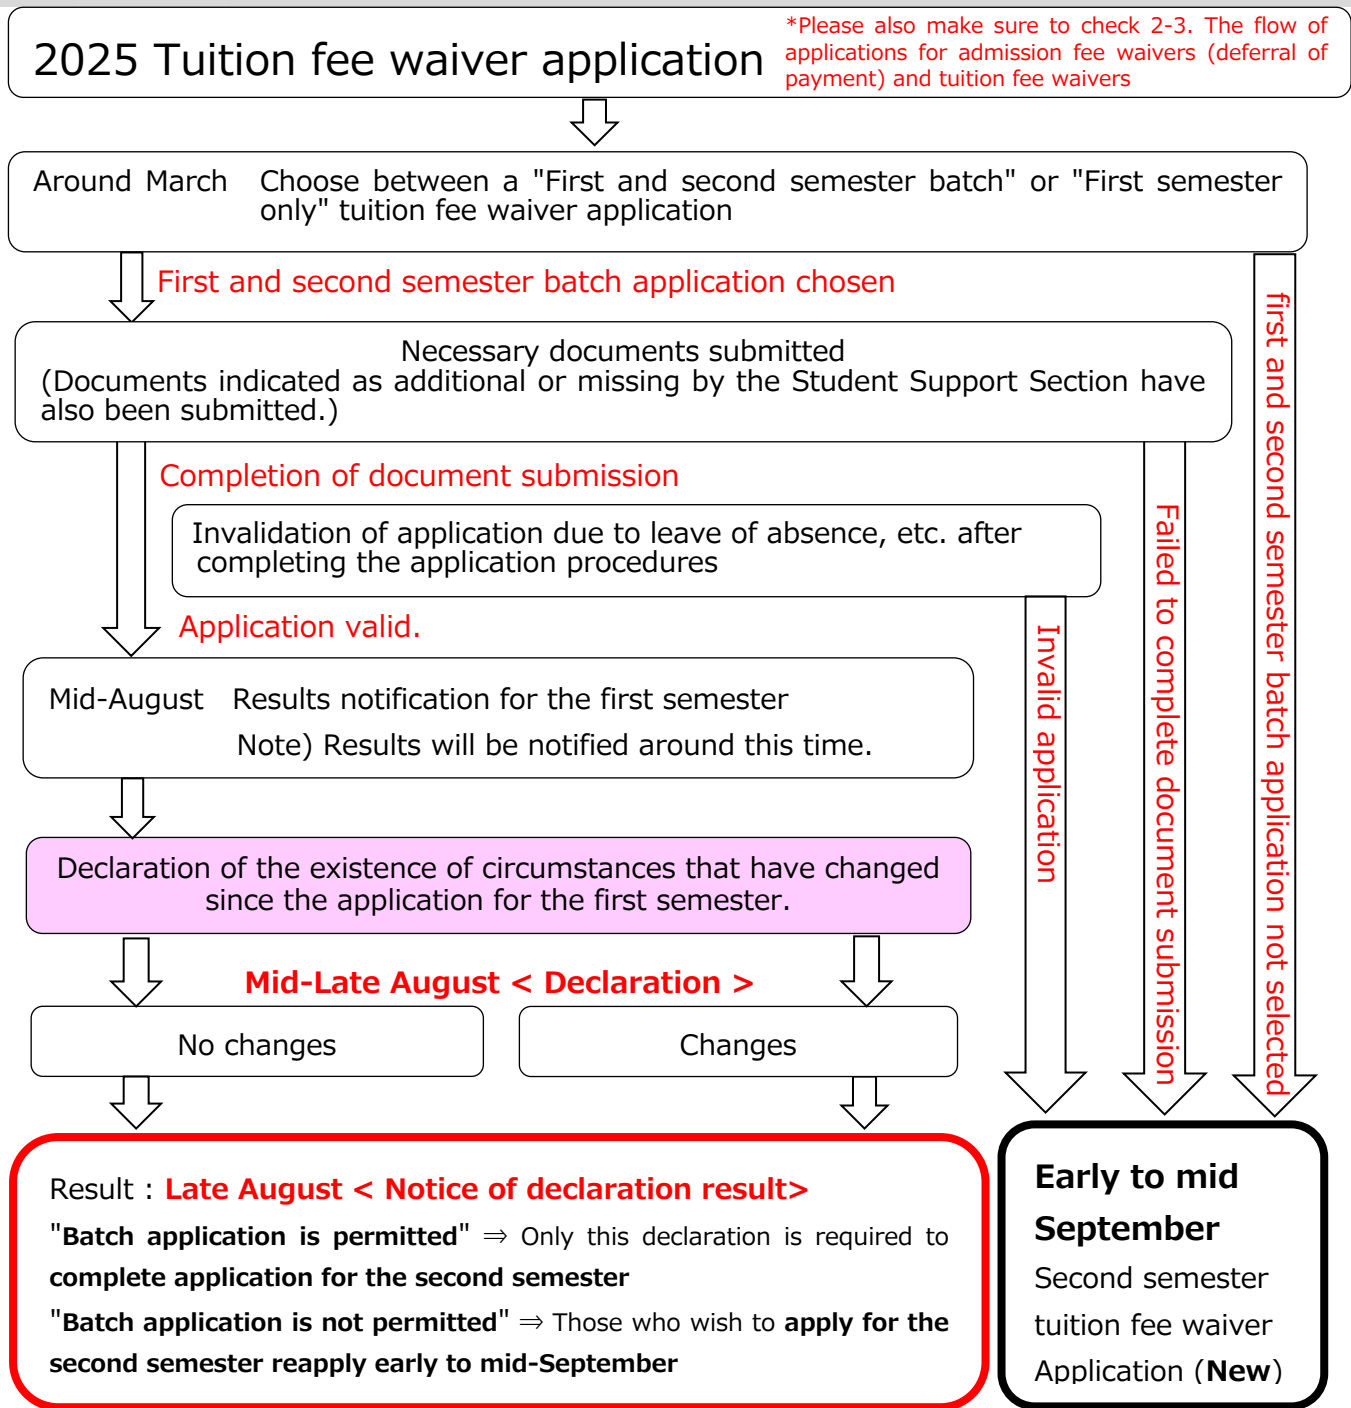 2025 Tuition fee waiver application
*Please also make sure to check 2-3. The flow of
applications for admission fee waivers (deferral of
payment) and tuition fee waivers
Around March Choose between a "First and second semester batch" or "First semester
only" tuition fee waiver application
First and second semester batch application chosen
first and second semester batch application not selected
Necessary documents submitted
(Documents indicated as additional or missing by the Student Support Section have
also been submitted.)
Completion of document submission
Failed to complete document submission
Invalidation of application due to leave of absence, etc. after
completing the application procedures
Application valid.
Invalid application
Mid-August Results notification for the first semester
Note) Results will be notified around this time.
Declaration of the existence of circumstances that have changed
since the application for the first semester.
Mid-Late August < Declaration >
No changes
Changes
Result : Late August < Notice of declaration result>
"Batch application is permitted" ⇒ Only this declaration is required to
complete application for the second semester
"Batch application is not permitted" ⇒ Those who wish to apply for the
second semester reapply early to mid-September
Early to mid
September
Second semester
tuition fee waiver
Application (New)